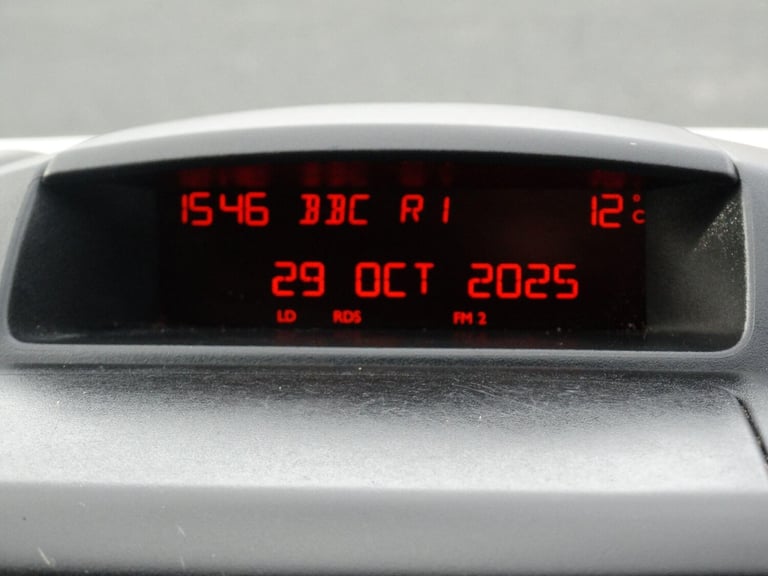 1546 BBC R1 12°C
29 OCT 2025
LD RDS FM 2